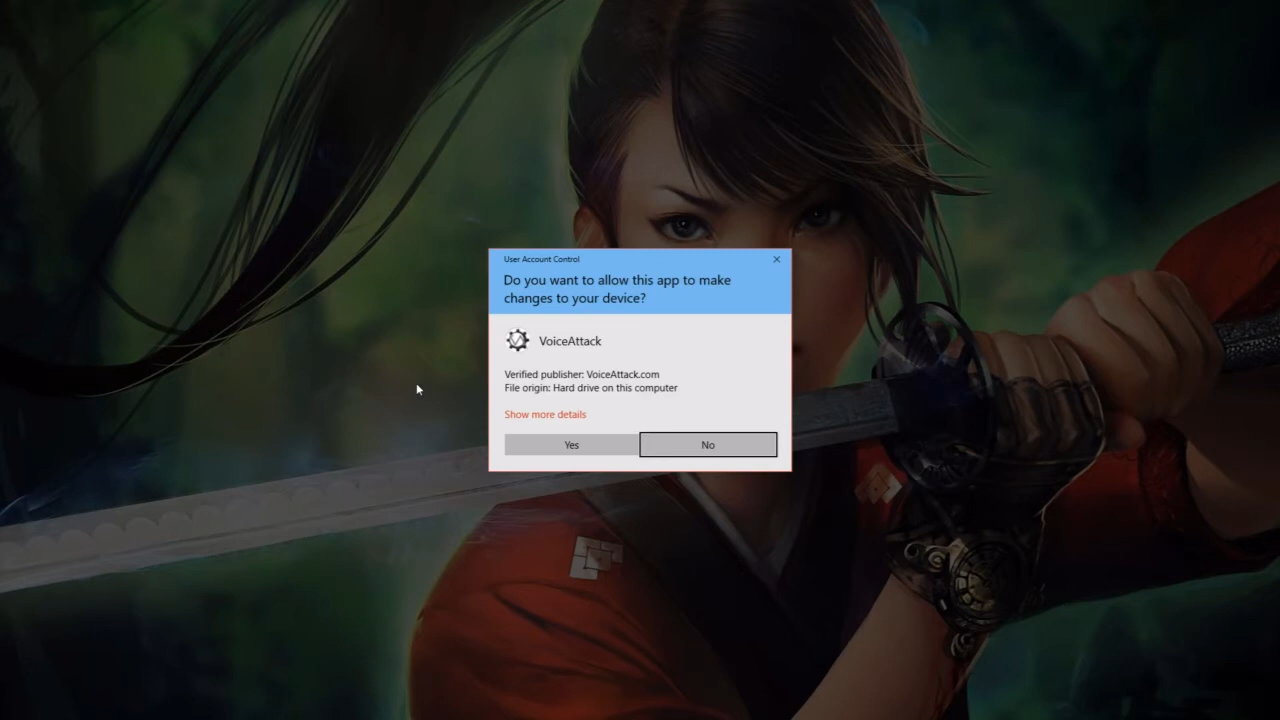 User Account Control
Do you want to allow this app to make
changes to your device?
VoiceAttack
Verified publisher: VoiceAttack.com
File origin: Hard drive on this computer
Show more details
Yes
No